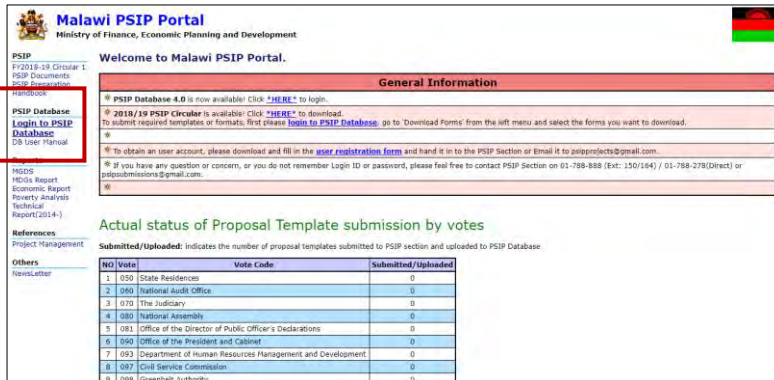 Malawi PSIP Portal
Ministry of Finance, Economic Planning and Development
PSIP
FY2018-19 Circular 1
PSIP Documents
PSIP Preparation
Handbook
PSIP Database
Login to PSIP
Database
DB User Manual
Reports
MGDS
MDGs Report
Economic Report
Poverty Analysis
Technical
Report(2014-)
References
Project Management
Others
NewsLetter
Welcome to Malawi PSIP Portal.
General Information
PSIP Database 4.0 is now available! Click *HERE* to login.
2018/19 PSIP Circular is available! Click *HERE* to download.
To submit required templates or formats, first please login to PSIP Database, go to 'Download Forms' from the left menu and select the forms you want to download.
To obtain an user account, please download and fill in the user registration form and hand it in to the PSIP Section or Email it to psipprojects@gmail.com.
If you have any question or concern, or you do not remember Login ID or password, please feel free to contact PSIP Section on 01-788-888 (Ext: 150/164) / 01-788-278(Direct) or
psipsubmissions@gmail.com.
Actual status of Proposal Template submission by votes
Submitted/Uploaded: indicates the number of proposal templates submitted to PSIP section and uploaded to PSIP Database
NO Vote Vote Code Submitted/Uploaded
1 050 State Residences 0
2 060 National Audit Office 0
3 070 The Judiciary 0
4 080 National Assembly 0
5 081 Office of the Director of Public Officer's Declarations 0
6 090 Office of the President and Cabinet 0
7 093 Department of Human Resources Management and Development 0
8 097 Civil Service Commission 0
9 099 Greenbelt Authority 0